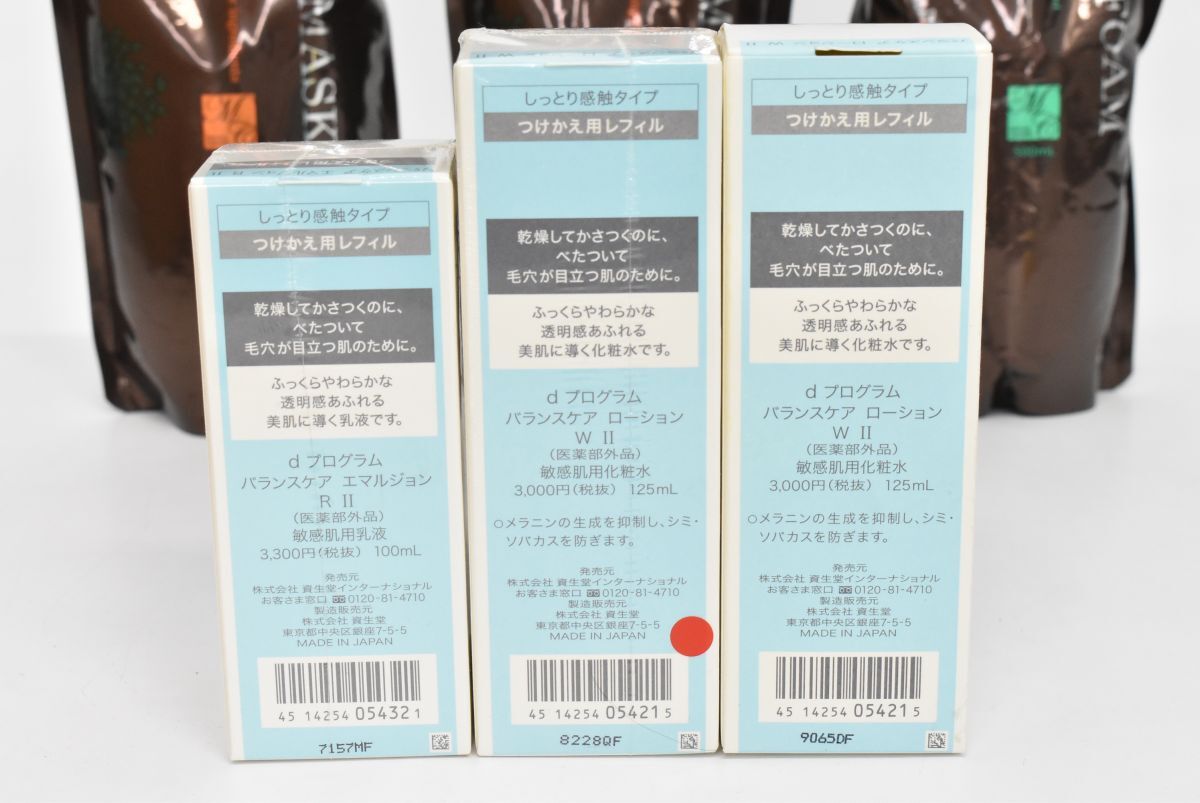 MASK
FOAM
500mL
しっとり感触タイプ
つけかえ用レフィル
乾燥してかさつくのに、
べたついて
毛穴が目立つ肌のために。
ふっくらやわらかな
透明感あふれる
美肌に導く乳液です。
d プログラム
バランスケア エマルジョン
R II
（医薬部外品）
敏感肌用乳液
3,300円（税抜） 100mL
発売元
株式会社 資生堂インターナショナル
お客さま窓口 0120-81-4710
製造販売元
株式会社 資生堂
東京都中央区銀座7-5-5
MADE IN JAPAN
45 14254 05432 1
7157MF
しっとり感触タイプ
つけかえ用レフィル
乾燥してかさつくのに、
べたついて
毛穴が目立つ肌のために。
ふっくらやわらかな
透明感あふれる
美肌に導く化粧水です。
d プログラム
バランスケア ローション
W II
（医薬部外品）
敏感肌用化粧水
3,000円（税抜） 125mL
○メラニンの生成を抑制し、シミ・
ソバカスを防ぎます。
発売元
株式会社 資生堂インターナショナル
お客さま窓口 0120-81-4710
製造販売元
株式会社 資生堂
東京都中央区銀座7-5-5
MADE IN JAPAN
45 14254 05421 5
8228QF
しっとり感触タイプ
つけかえ用レフィル
乾燥してかさつくのに、
べたついて
毛穴が目立つ肌のために。
ふっくらやわらかな
透明感あふれる
美肌に導く化粧水です。
d プログラム
バランスケア ローション
W II
（医薬部外品）
敏感肌用化粧水
3,000円（税抜） 125mL
○メラニンの生成を抑制し、シミ・
ソバカスを防ぎます。
発売元
株式会社 資生堂インターナショナル
お客さま窓口 0120-81-4710
製造販売元
株式会社 資生堂
東京都中央区銀座7-5-5
MADE IN JAPAN
45 14254 05421 5
9065DF